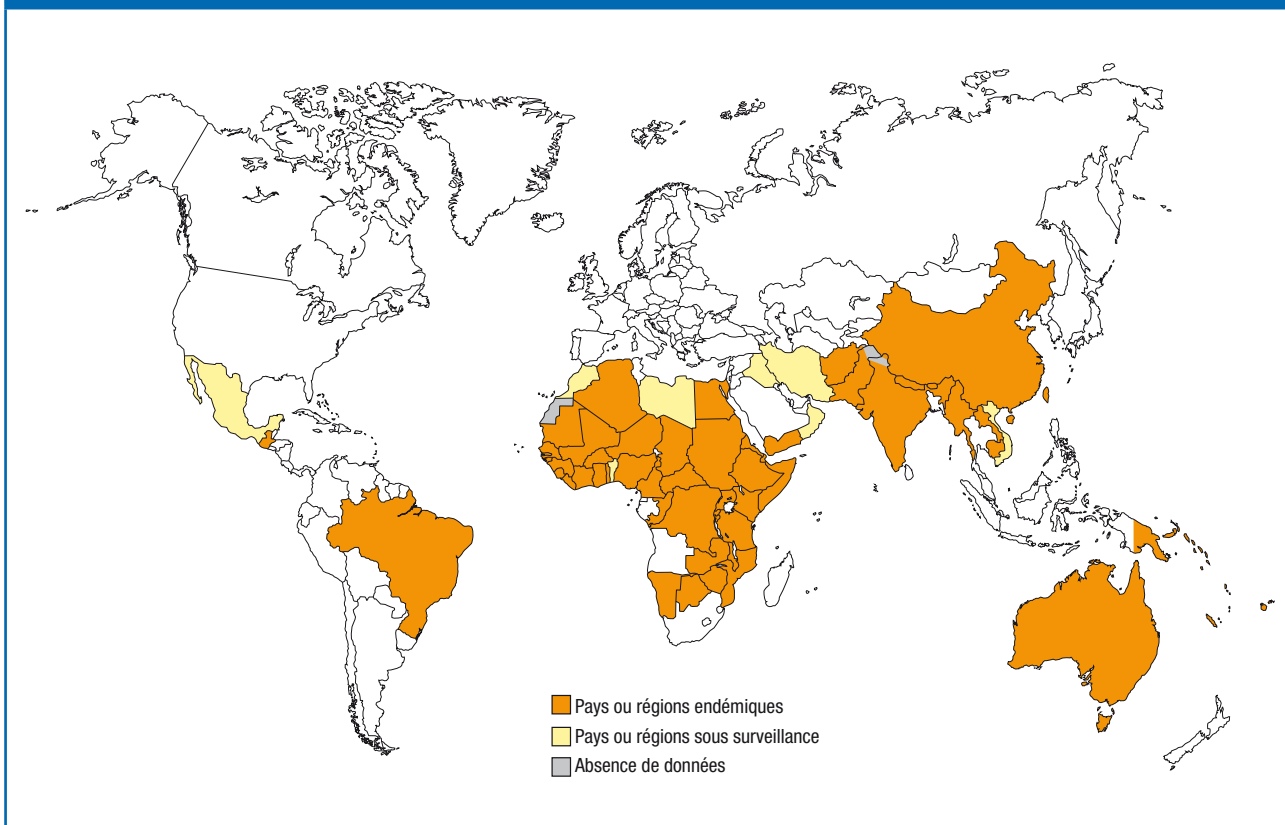 Pays ou régions endémiques
Pays ou régions sous surveillance
Absence de données